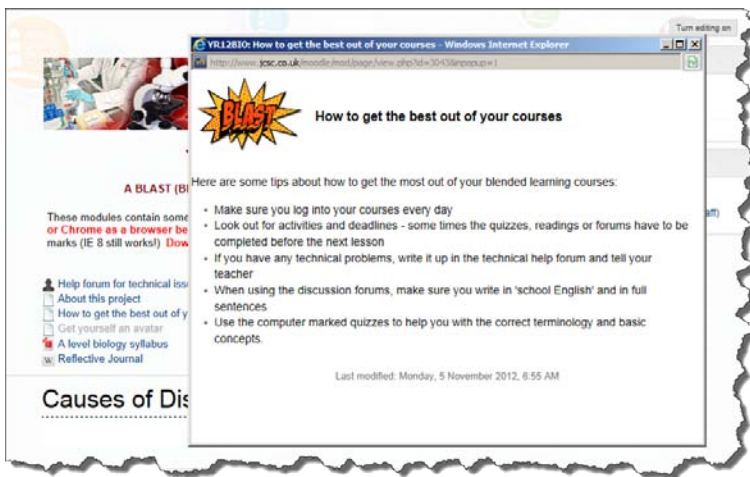 Turn editing on
YR12BIO: How to get the best out of your courses - Windows Internet Explorer
http://www.jcsc.co.uk/moodle/mod/page/view.php?id=3043&inpopup=1
BLAST
How to get the best out of your courses
Here are some tips about how to get the most out of your blended learning courses:
Make sure you log into your courses every day
Look out for activities and deadlines - some times the quizzes, readings or forums have to be
completed before the next lesson
If you have any technical problems, write it up in the technical help forum and tell your
teacher
When using the discussion forums, make sure you write in 'school English' and in full
sentences
Use the computer marked quizzes to help you with the correct terminology and basic
concepts.
Last modified: Monday, 5 November 2012, 6:55 AM
A BLAST (B
These modules contain some
or Chrome as a browser be
marks (IE 8 still works!) Dow
aff)
Help forum for technical iss
About this project
How to get the best out of y
Get yourself an avatar
A level biology syllabus
W Reflective Journal
Causes of Dis